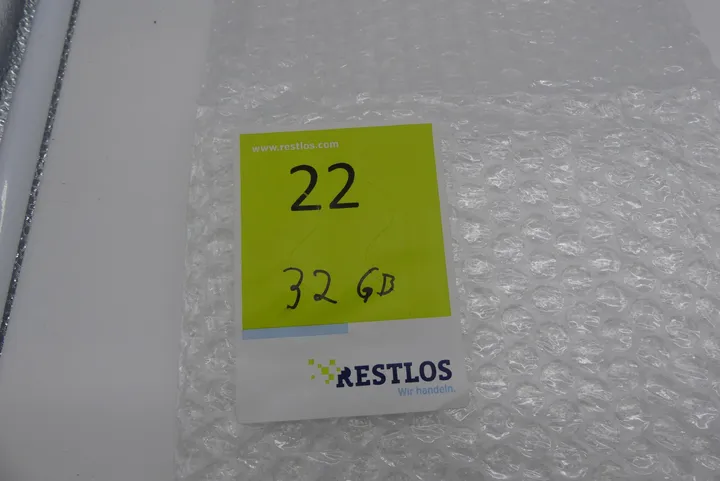 www.restlos.com
22
32 GB
RESTLOS
Wir handeln.